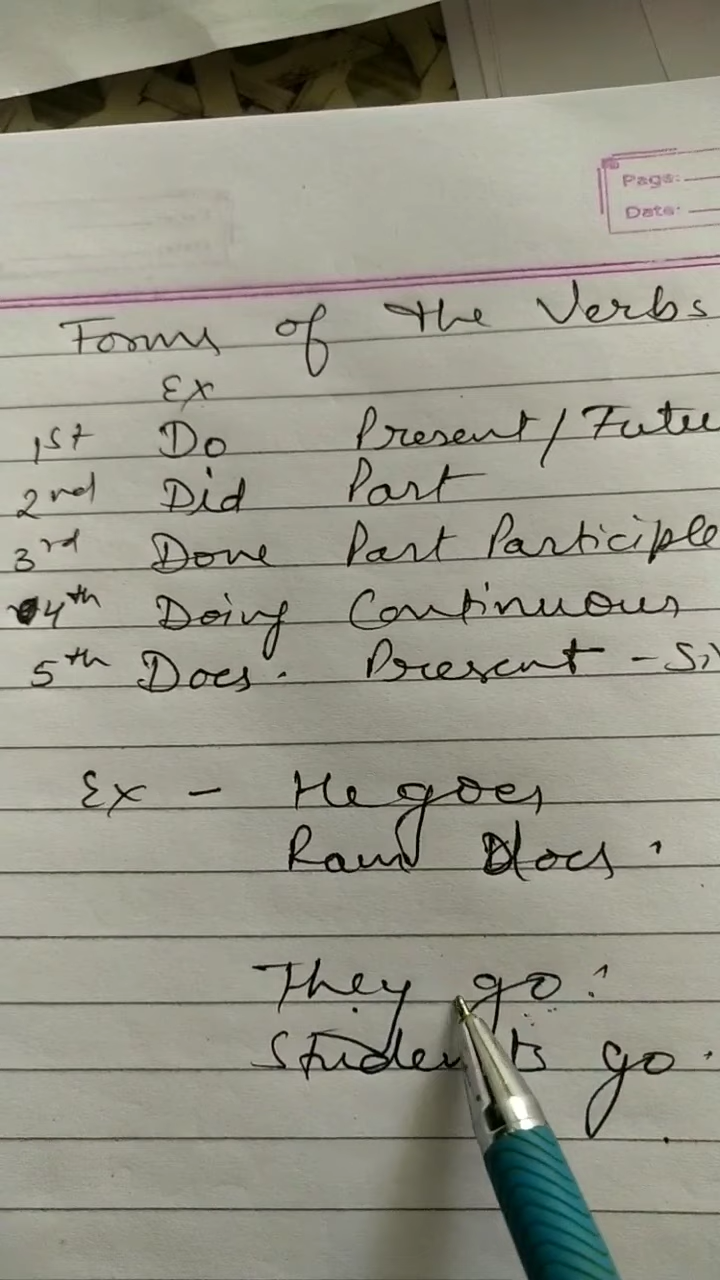 Page:
Date:
Forms of the Verbs
Ex
1st Do Present/Futu
2nd Did Past
3rd Done Past Participle
4th Doing Continuous
5th Does. Present - Si
Ex - He goes
Ram does.
They go.
Students go.